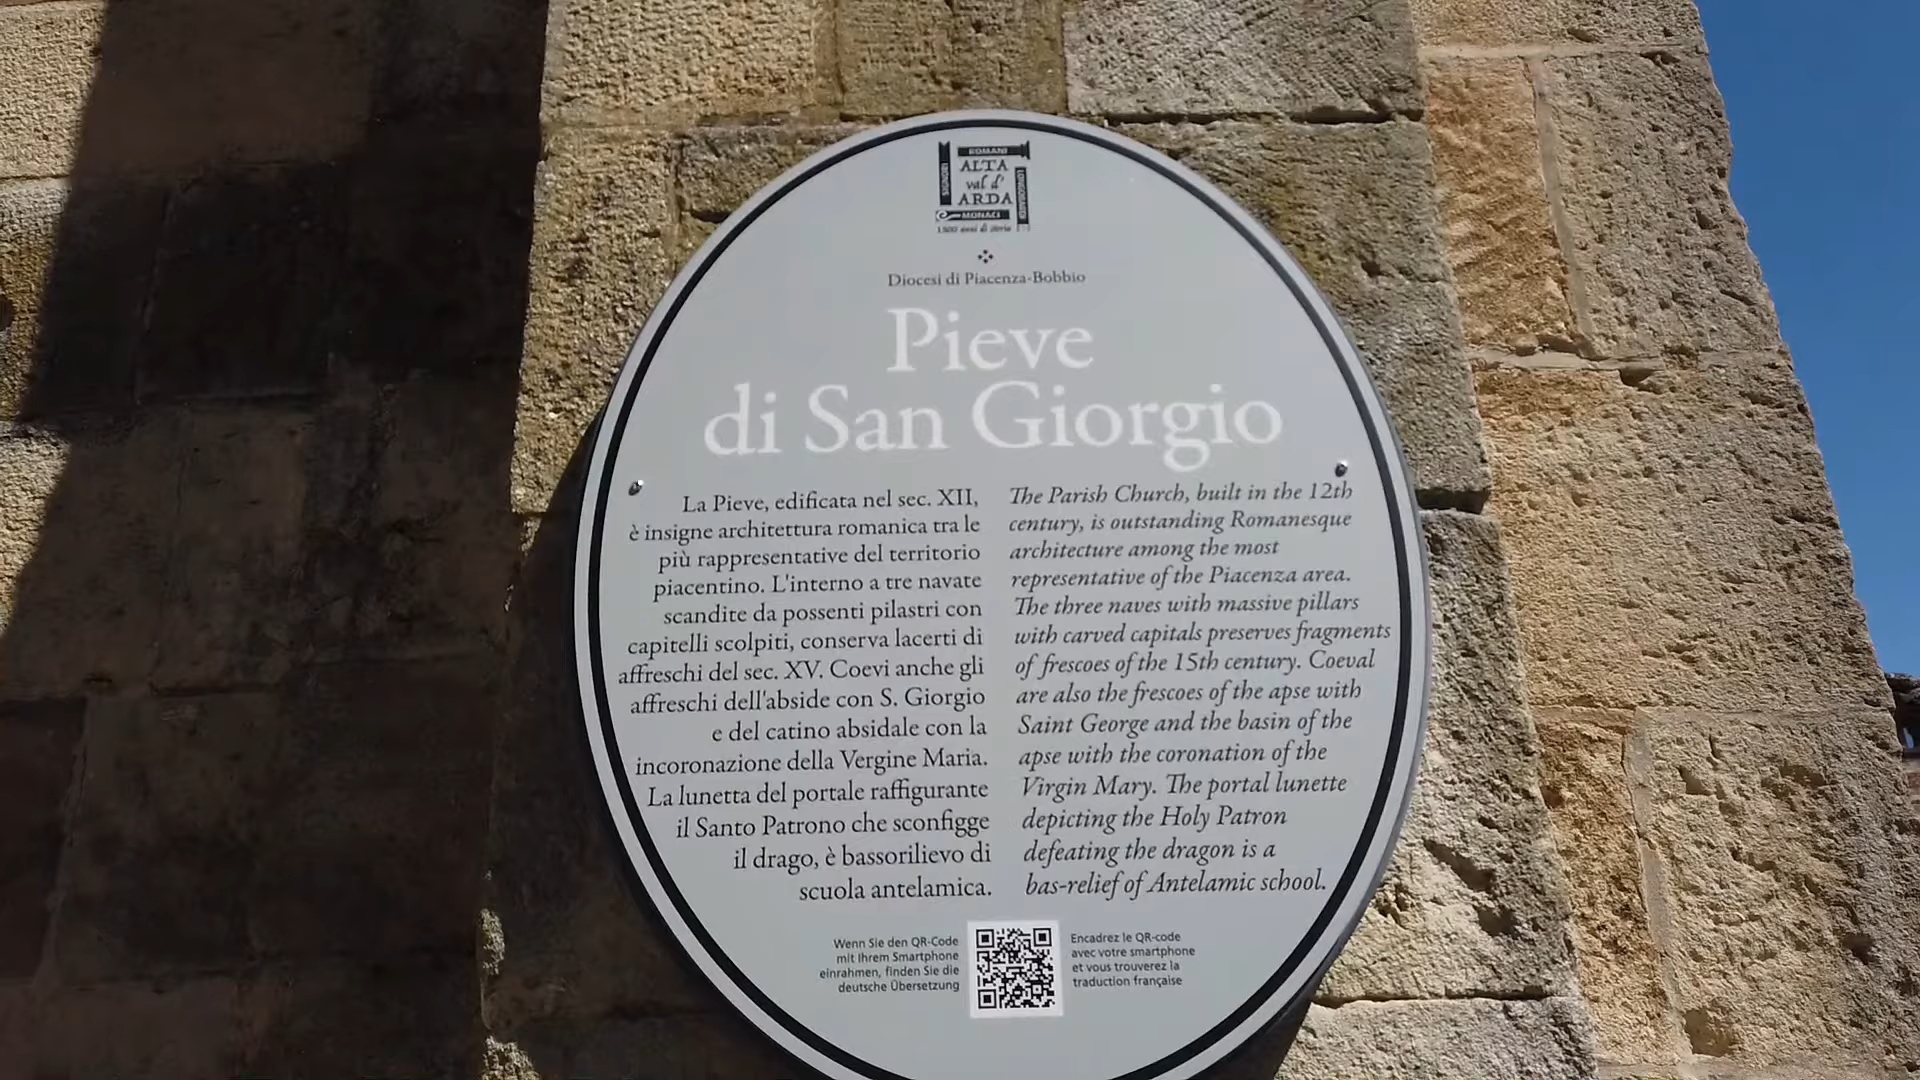 ROMANI
SIGNORI
ALTA
val d'
ARDA
LONGOBARDI
MONACI
1500 anni di storia
Diocesi di Piacenza-Bobbio
Pieve
di San Giorgio
La Pieve, edificata nel sec. XII,
è insigne architettura romanica tra le
più rappresentative del territorio
piacentino. L'interno a tre navate
scandite da possenti pilastri con
capitelli scolpiti, conserva lacerti di
affreschi del sec. XV. Coevi anche gli
affreschi dell'abside con S. Giorgio
e del catino absidale con la
incoronazione della Vergine Maria.
La lunetta del portale raffigurante
il Santo Patrono che sconfigge
il drago, è bassorilievo di
scuola antelamica.
The Parish Church, built in the 12th
century, is outstanding Romanesque
architecture among the most
representative of the Piacenza area.
The three naves with massive pillars
with carved capitals preserves fragments
of frescoes of the 15th century. Coeval
are also the frescoes of the apse with
Saint George and the basin of the
apse with the coronation of the
Virgin Mary. The portal lunette
depicting the Holy Patron
defeating the dragon is a
bas-relief of Antelamic school.
Wenn Sie den QR-Code
mit Ihrem Smartphone
einrahmen, finden Sie die
deutsche Übersetzung
Encadrez le QR-code
avec votre smartphone
et vous trouverez la
traduction française